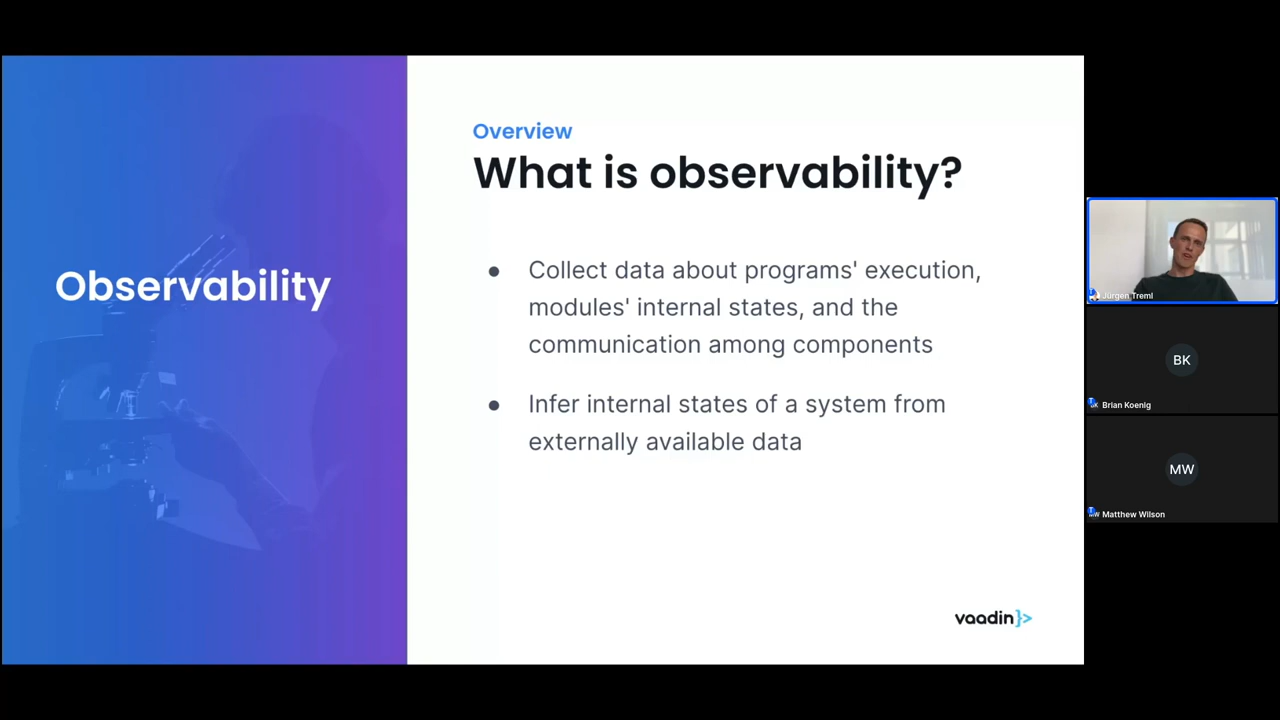 Observability
Overview
What is observability?
● Collect data about programs' execution,
modules' internal states, and the
communication among components
● Infer internal states of a system from
externally available data
vaadin}>
Jürgen Treml
BK
Brian Koenig
MW
Matthew Wilson